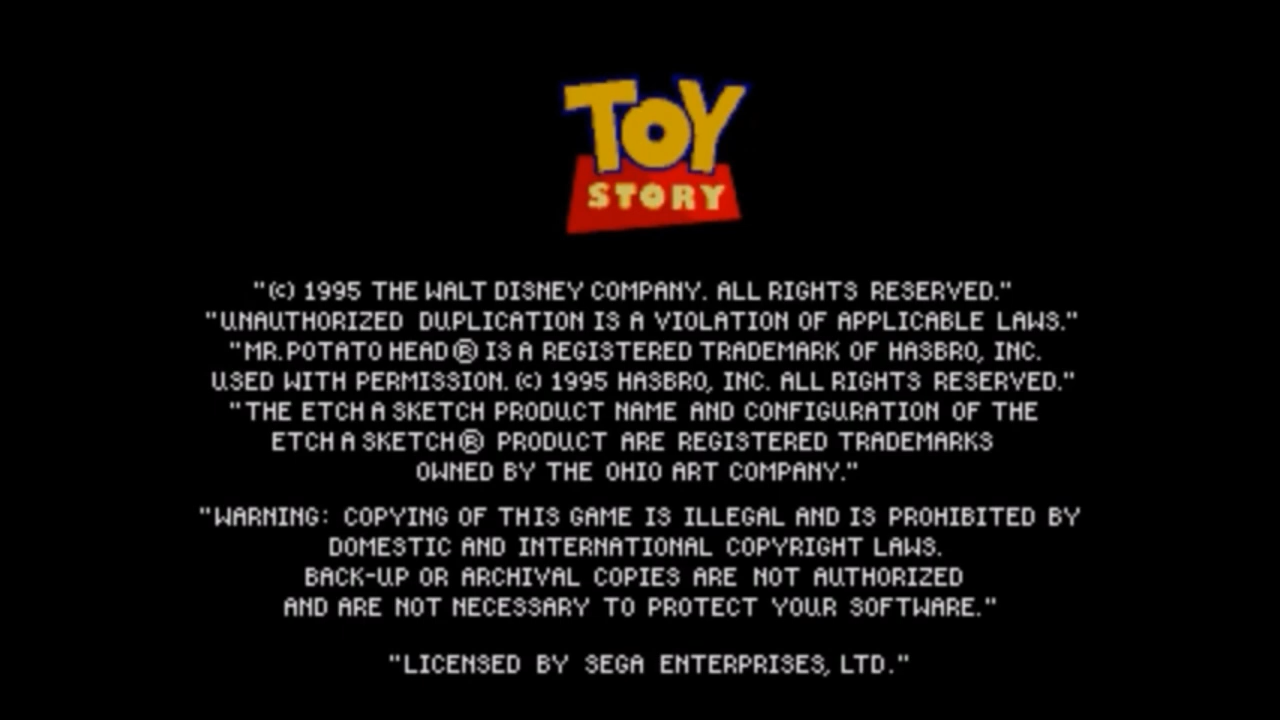 TOY
STORY
"(c) 1995 THE WALT DISNEY COMPANY. ALL RIGHTS RESERVED."
"UNAUTHORIZED DUPLICATION IS A VIOLATION OF APPLICABLE LAWS."
"MR. POTATO HEAD® IS A REGISTERED TRADEMARK OF HASBRO, INC.
USED WITH PERMISSION. (c) 1995 HASBRO, INC. ALL RIGHTS RESERVED."
"THE ETCH A SKETCH PRODUCT NAME AND CONFIGURATION OF THE
ETCH A SKETCH® PRODUCT ARE REGISTERED TRADEMARKS
OWNED BY THE OHIO ART COMPANY."
"WARNING: COPYING OF THIS GAME IS ILLEGAL AND IS PROHIBITED BY
DOMESTIC AND INTERNATIONAL COPYRIGHT LAWS.
BACK-UP OR ARCHIVAL COPIES ARE NOT AUTHORIZED
AND ARE NOT NECESSARY TO PROTECT YOUR SOFTWARE."
"LICENSED BY SEGA ENTERPRISES, LTD."